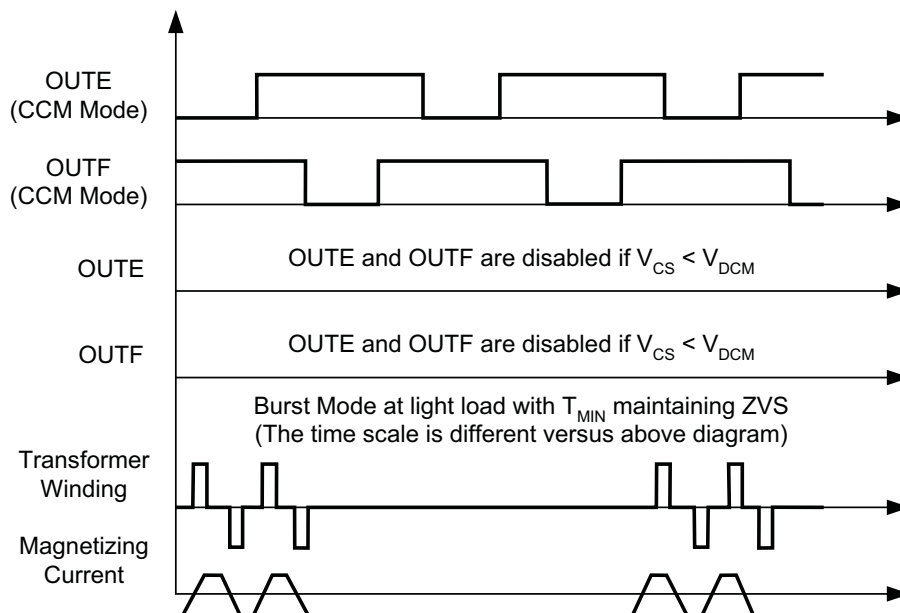 OUTE
(CCM Mode)
OUTF
(CCM Mode)
OUTE
OUTE and OUTF are disabled if V_CS < V_DCM
OUTF
OUTE and OUTF are disabled if V_CS < V_DCM
Burst Mode at light load with T_MIN maintaining ZVS
(The time scale is different versus above diagram)
Transformer
Winding
Magnetizing
Current